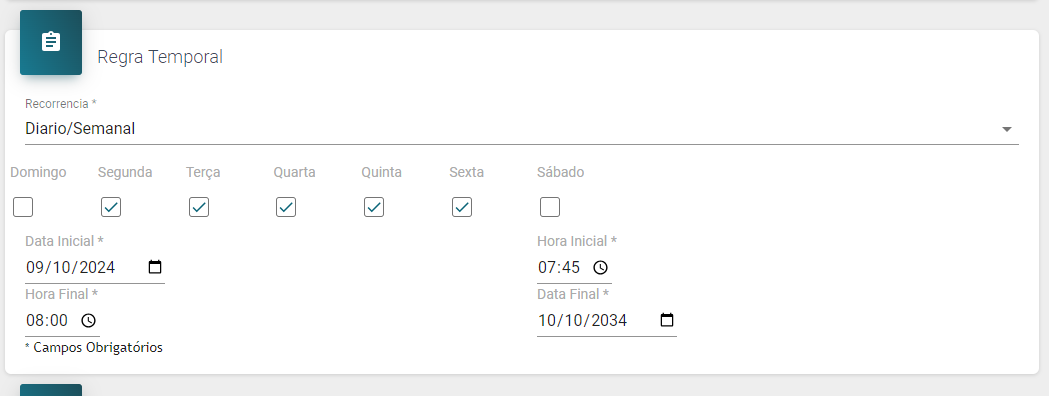 Regra Temporal
Recorrencia *
Diario/Semanal
Domingo Segunda Terça Quarta Quinta Sexta Sábado
Data Inicial * Hora Inicial *
09/10/2024 07:45
Hora Final * Data Final *
08:00 10/10/2034
* Campos Obrigatórios